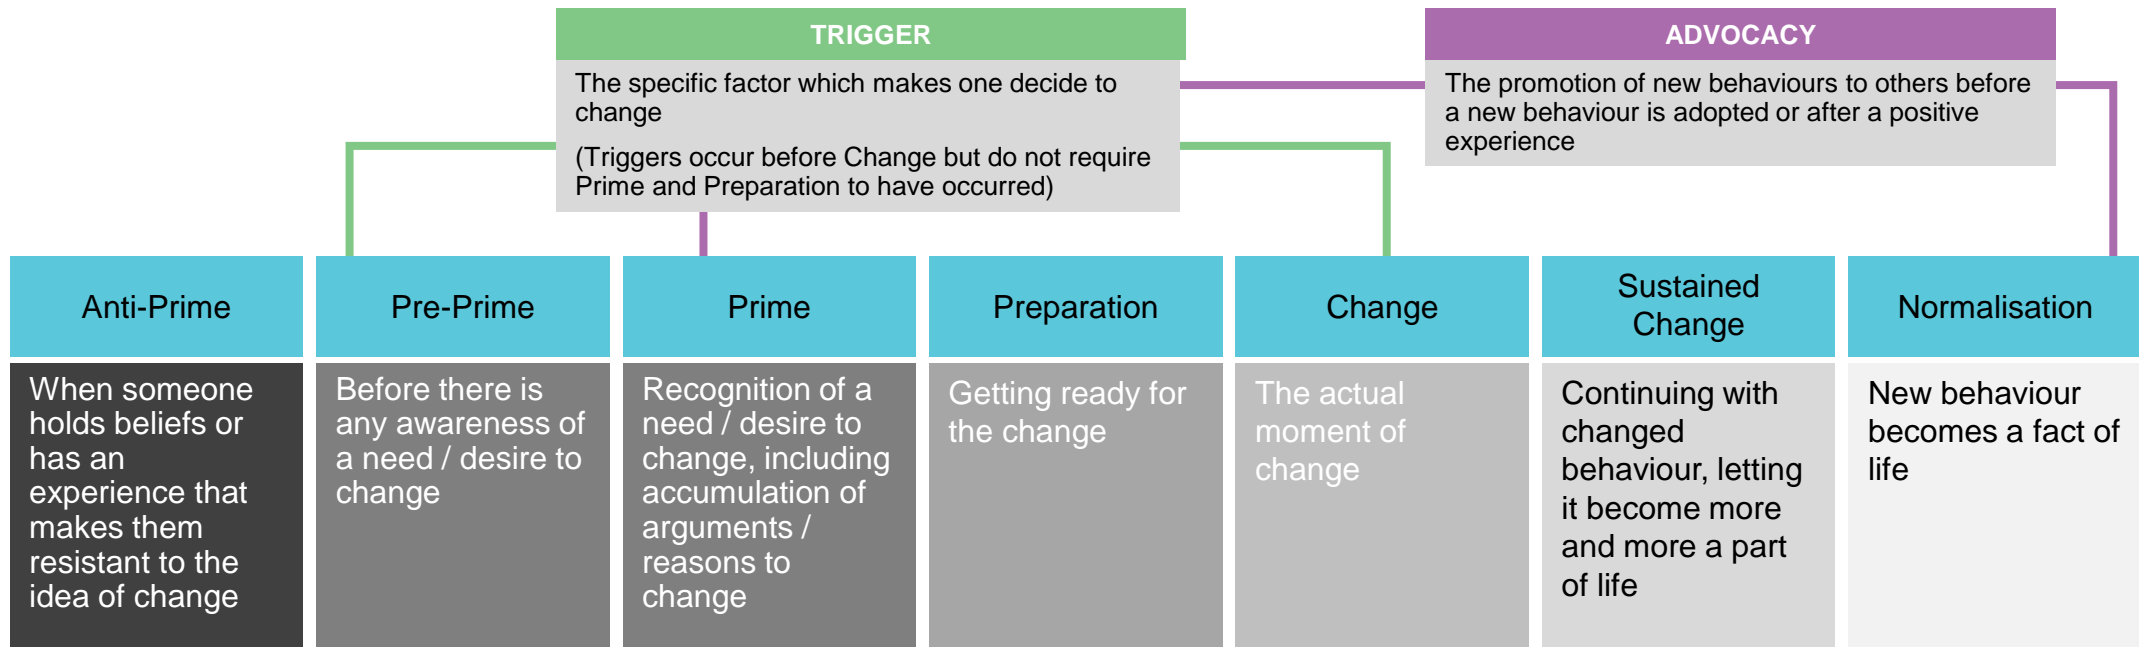 TRIGGER
The specific factor which makes one decide to
change
(Triggers occur before Change but do not require
Prime and Preparation to have occurred)
ADVOCACY
The promotion of new behaviours to others before
a new behaviour is adopted or after a positive
experience
Anti-Prime
When someone
holds beliefs or
has an
experience that
makes them
resistant to the
idea of change
Pre-Prime
Before there is
any awareness of
a need / desire to
change
Prime
Recognition of a
need / desire to
change, including
accumulation of
arguments /
reasons to
change
Preparation
Getting ready for
the change
Change
The actual
moment of
change
Sustained
Change
Continuing with
changed
behaviour, letting
it become more
and more a part
of life
Normalisation
New behaviour
becomes a fact of
life